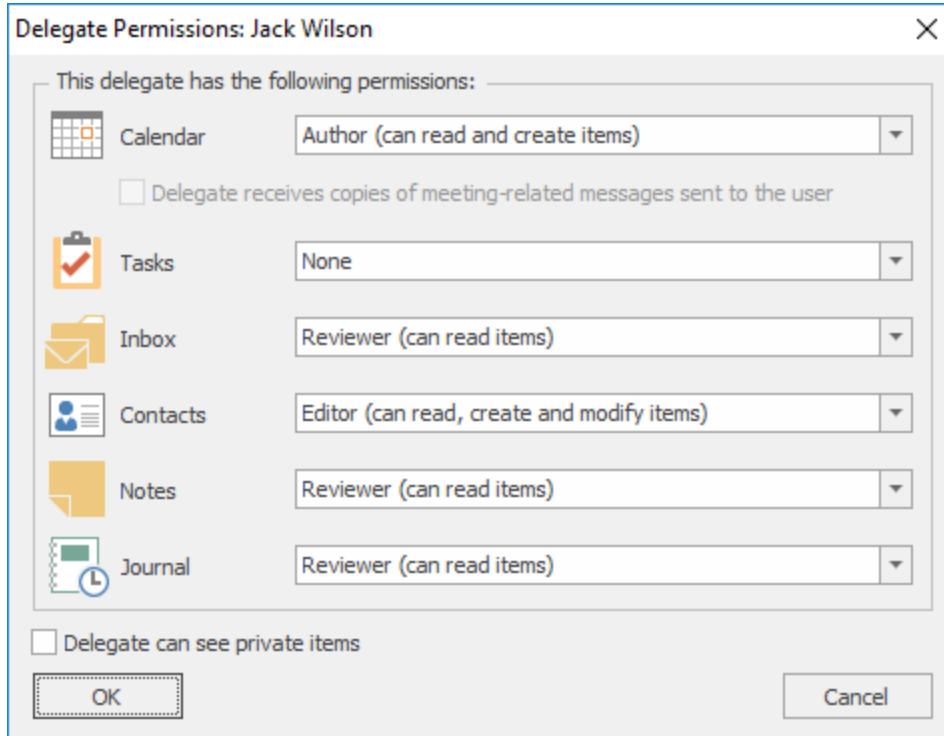 Delegate Permissions: Jack Wilson
This delegate has the following permissions:
Calendar Author (can read and create items)
Delegate receives copies of meeting-related messages sent to the user
Tasks None
Inbox Reviewer (can read items)
Contacts Editor (can read, create and modify items)
Notes Reviewer (can read items)
Journal Reviewer (can read items)
Delegate can see private items
OK Cancel